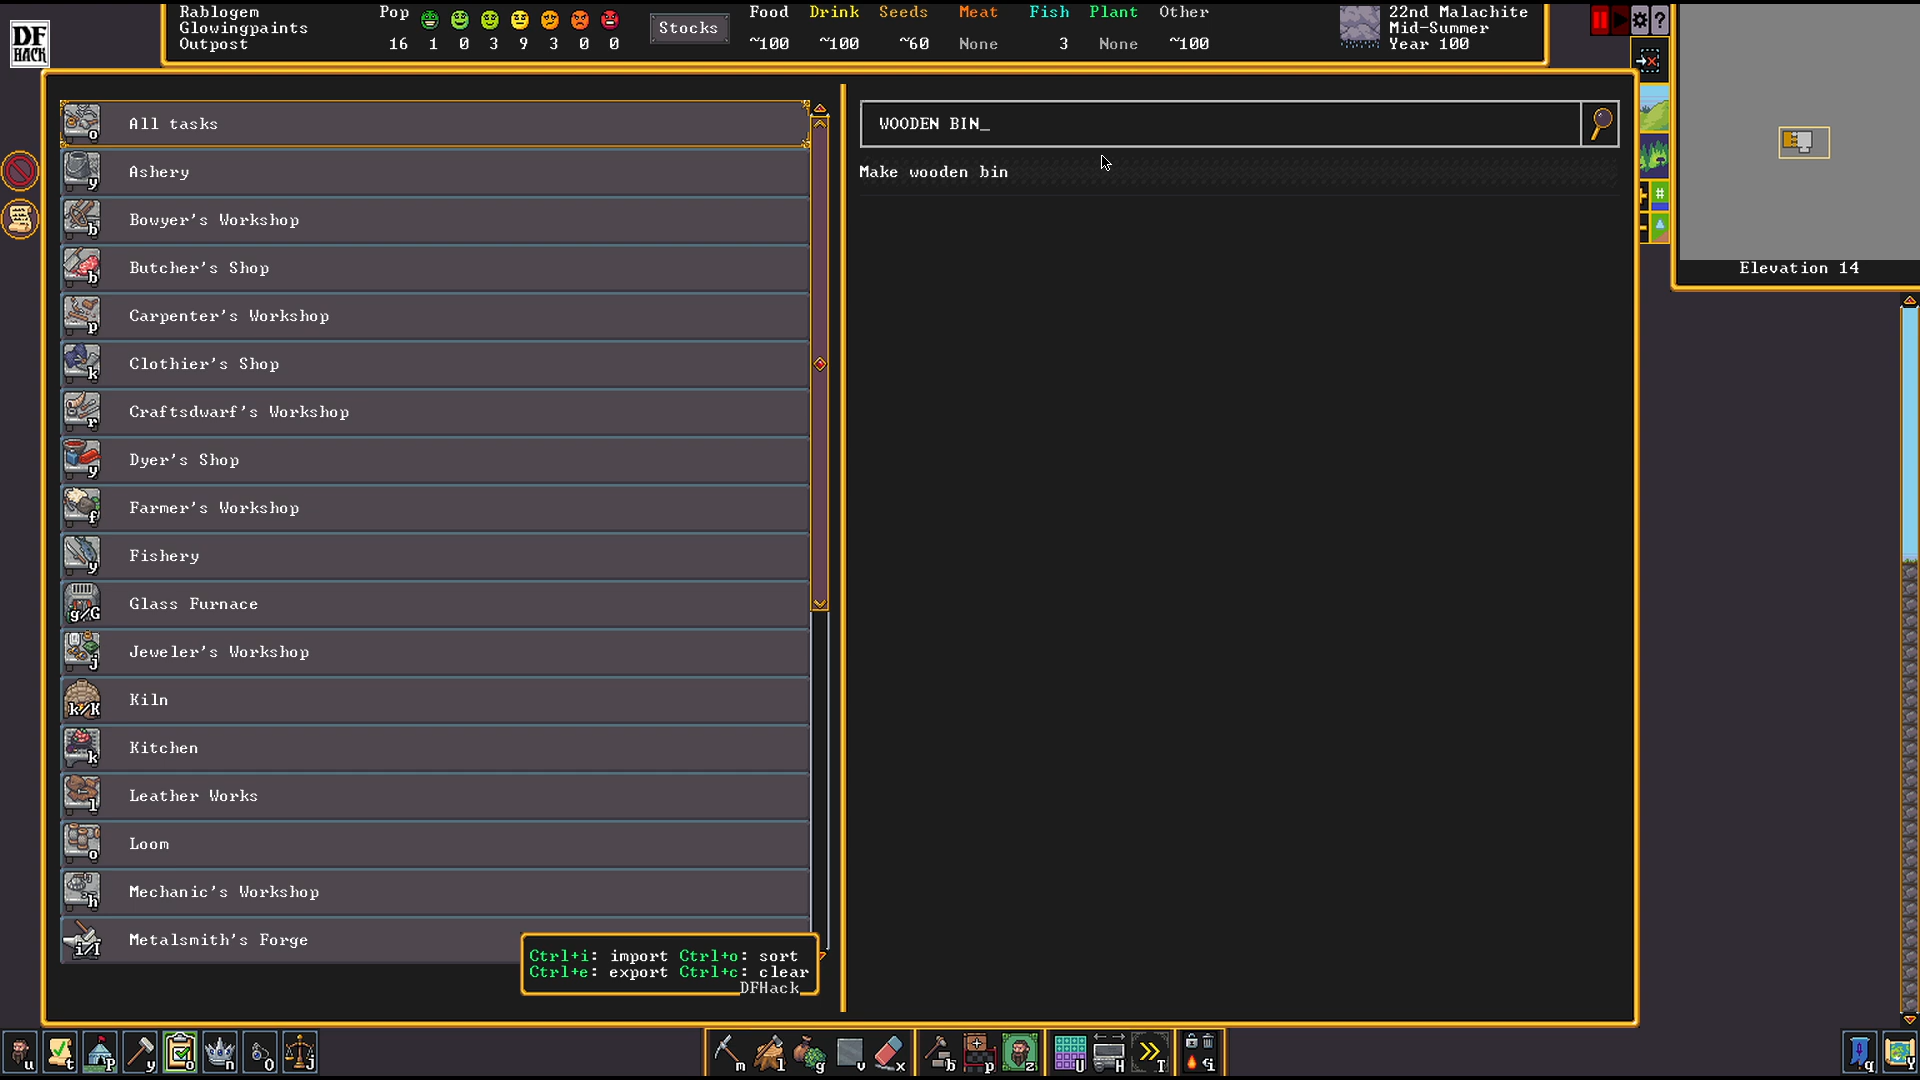 DF
HACK
Rablogem
Glowingpaints
Outpost
Pop
16 1 0 3 9 3 0 0
Stocks
Food Drink Seeds Meat Fish Plant Other
~100 ~100 ~60 None 3 None ~100
22nd Malachite
Mid-Summer
Year 100
?
#
Elevation 14
All tasks
o
Ashery
y
Bowyer's Workshop
b
Butcher's Shop
b
Carpenter's Workshop
p
Clothier's Shop
k
Craftsdwarf's Workshop
r
Dyer's Shop
y
Farmer's Workshop
f
Fishery
y
Glass Furnace
g/G
Jeweler's Workshop
j
Kiln
k/K
Kitchen
k
Leather Works
l
Loom
o
Mechanic's Workshop
h
Metalsmith's Forge
i/I
WOODEN BIN_
Make wooden bin
Ctrl+i: import Ctrl+o: sort
Ctrl+e: export Ctrl+c: clear
DFHack
u t P y o n O j
m l g v x b p z U H T G i
q Y